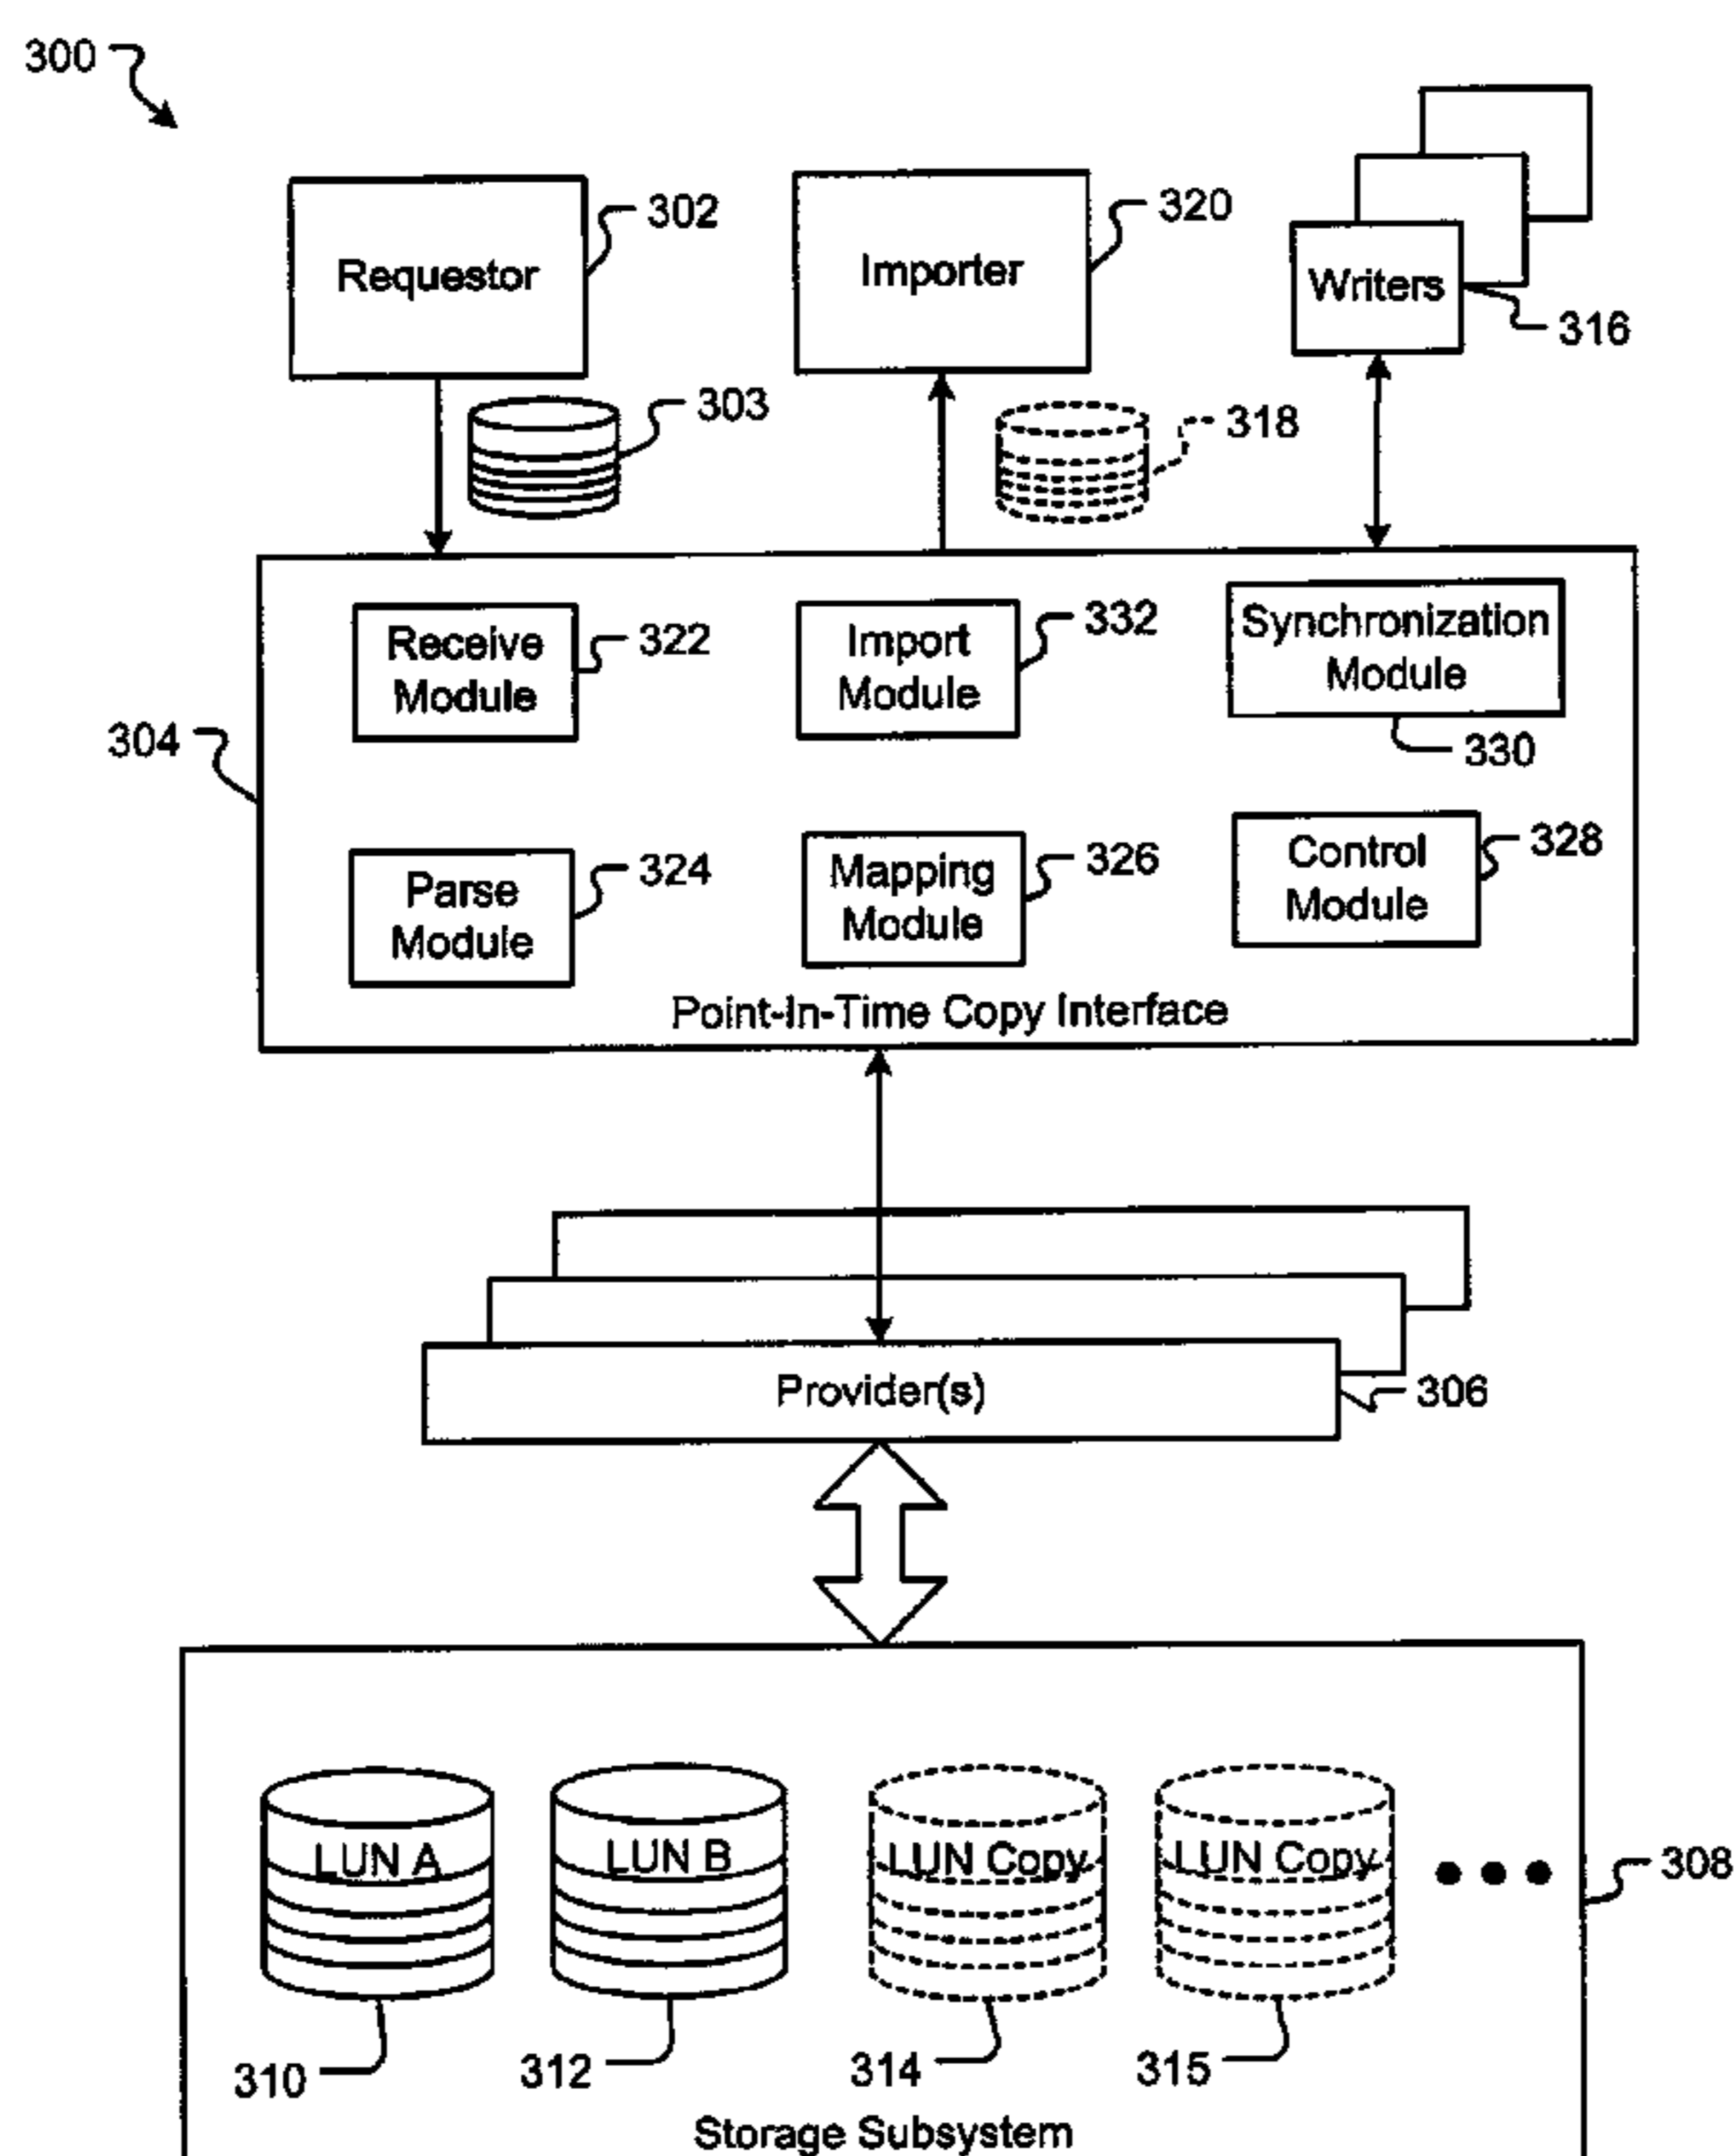 300
302
Requestor
320
Importer
Writers
316
303
318
Receive
Module
322
Import
Module
332
Synchronization
Module
330
304
Parse
Module
324
Mapping
Module
326
Control
Module
328
Point-In-Time Copy Interface
Provider(s)
306
LUN A
LUN B
LUN Copy
LUN Copy
308
310
312
314
315
Storage Subsystem